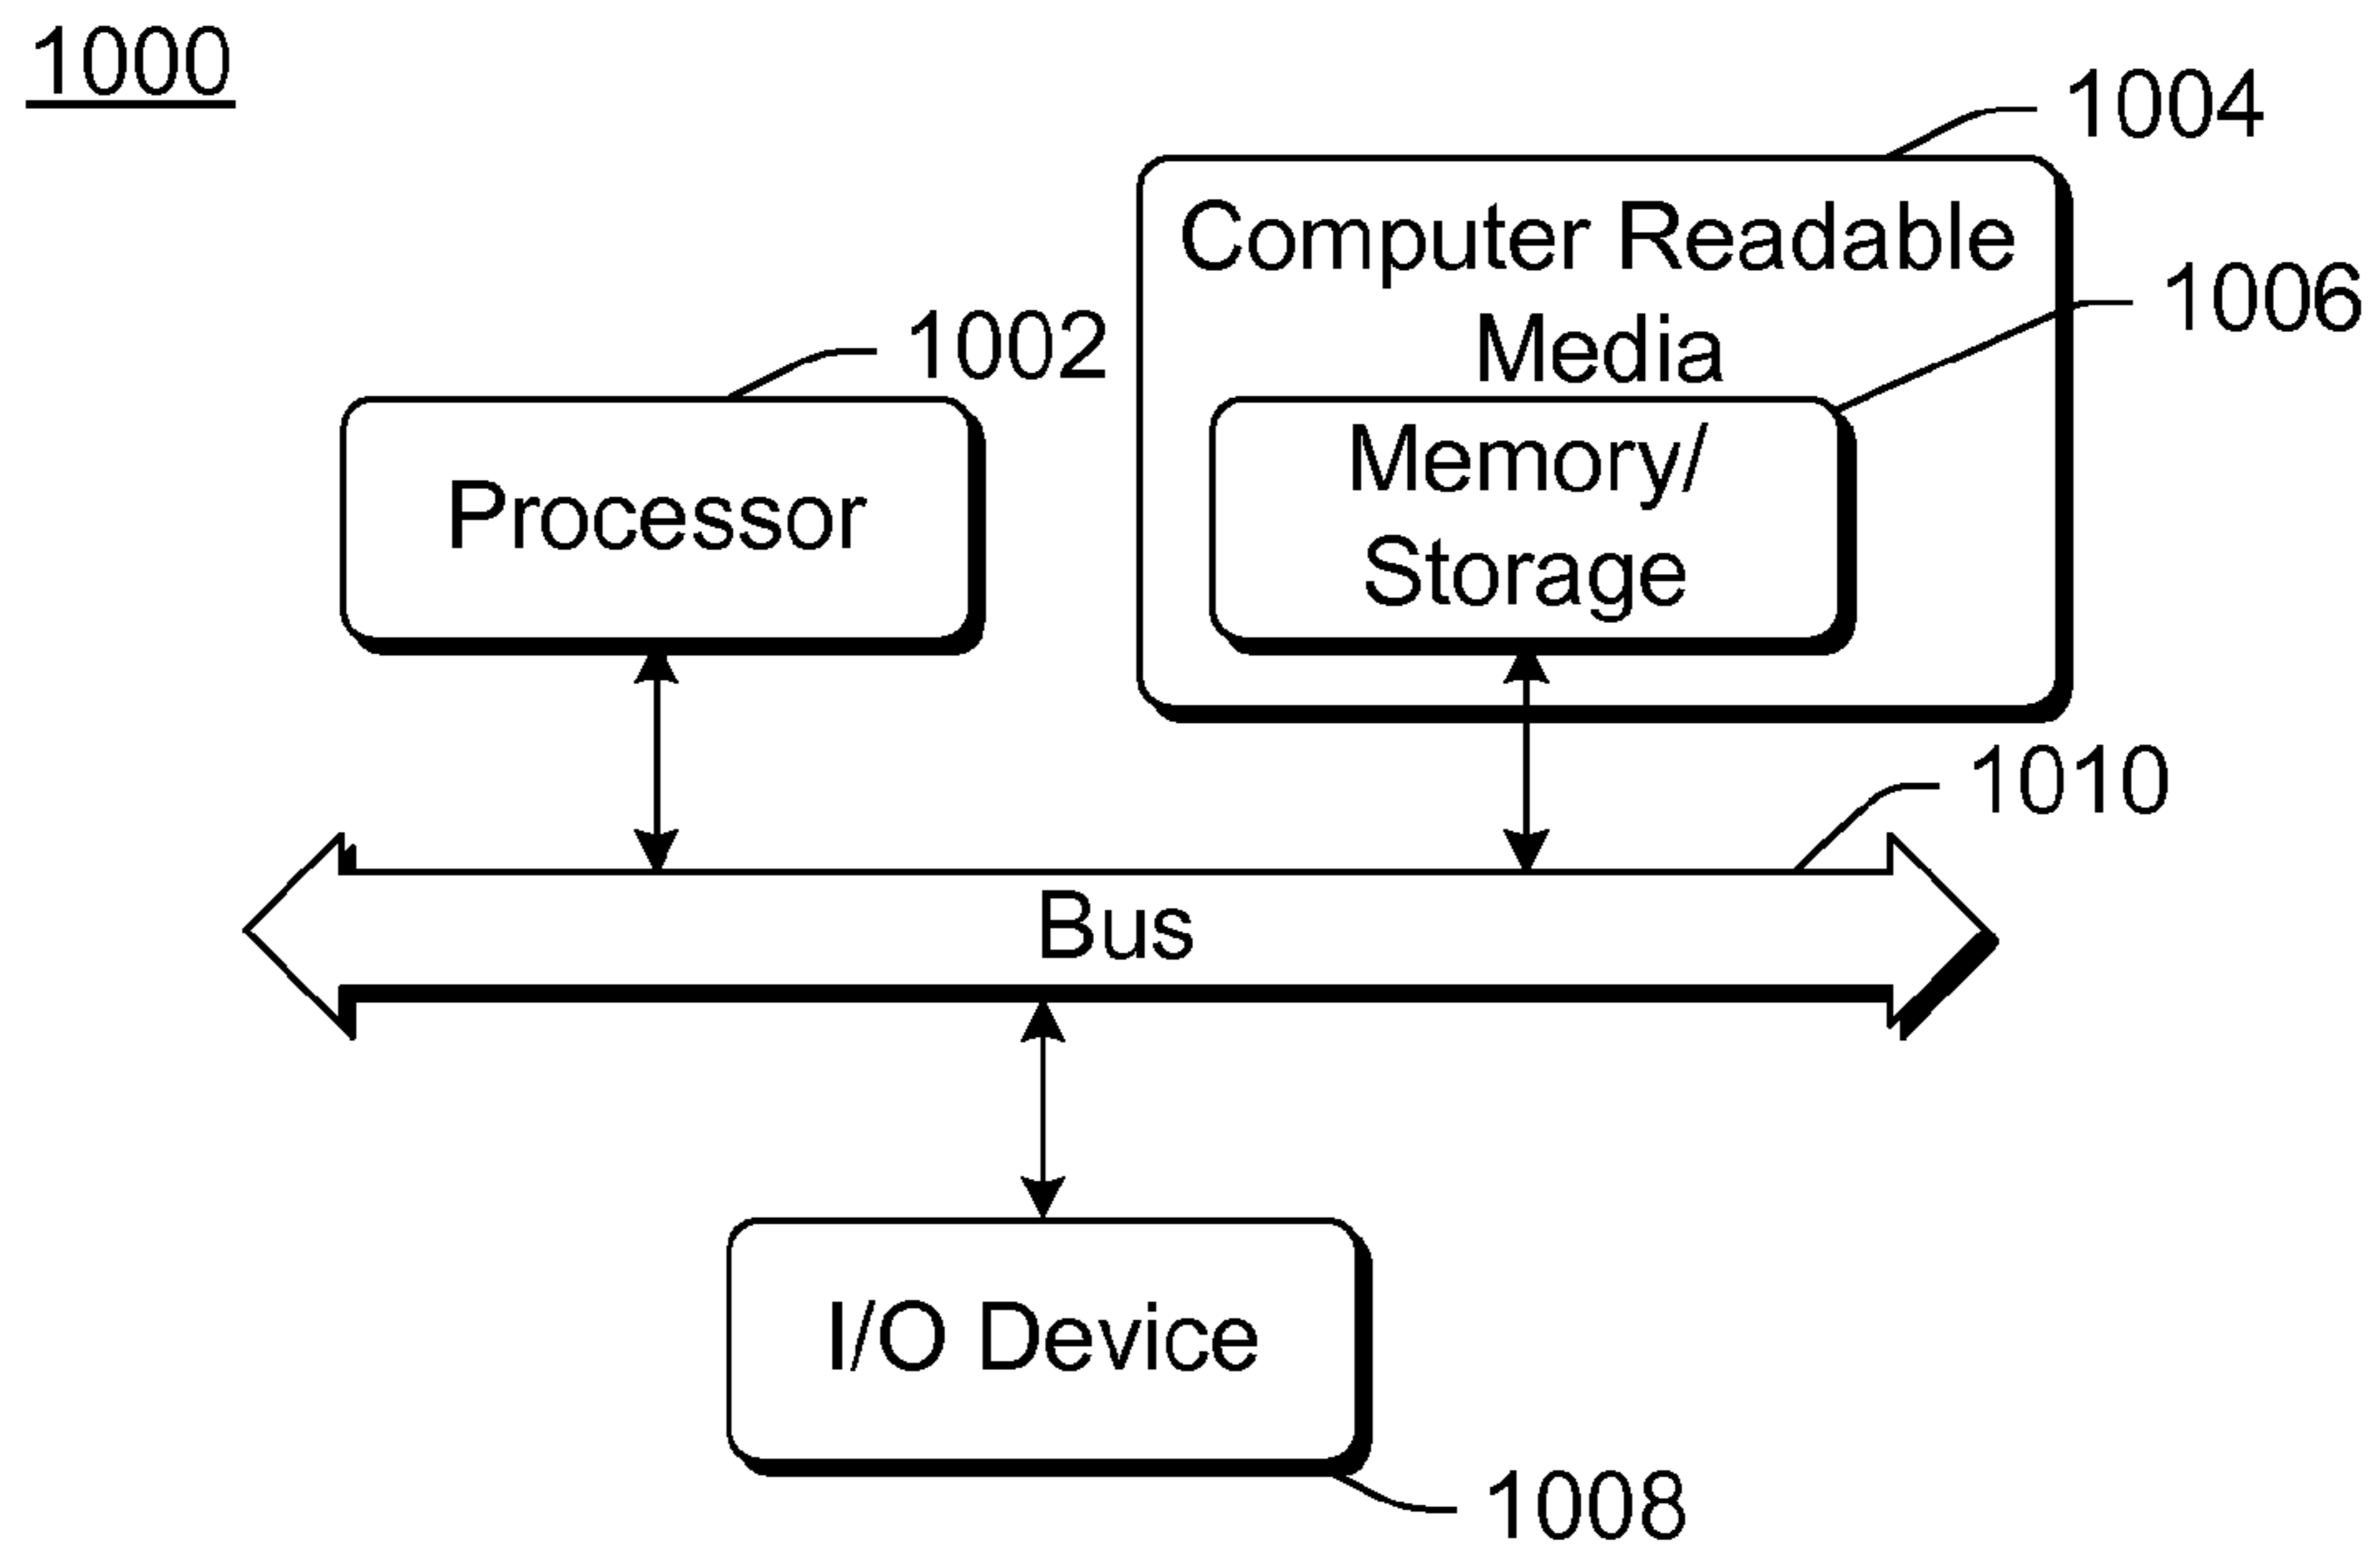 1000
1004
Computer Readable
Media
1006
1002
Processor
Memory/
Storage
1010
Bus
I/O Device
1008